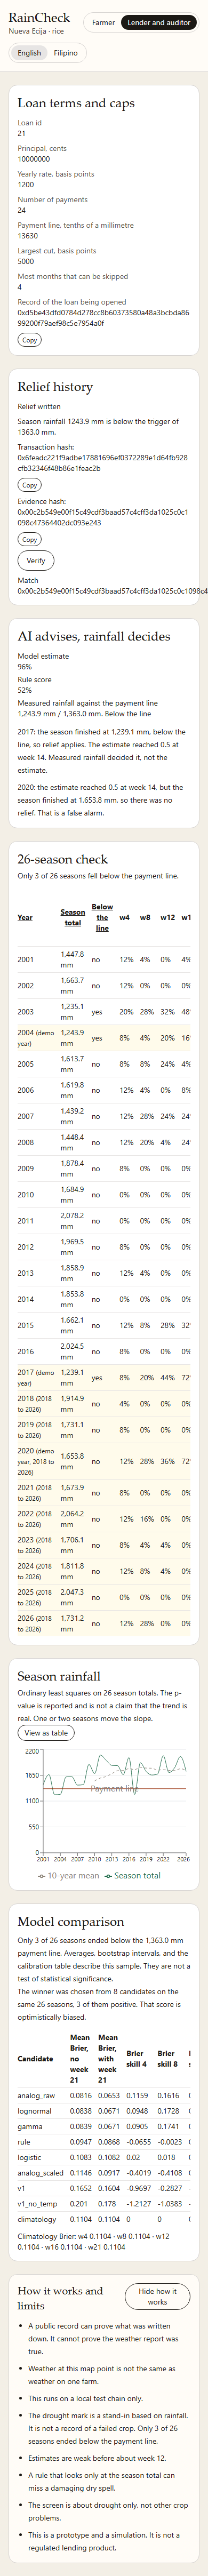 RainCheck
Nueva Ecija · rice
Farmer
Lender and auditor
English
Filipino
Loan terms and caps
Loan id
21
Principal, cents
10000000
Yearly rate, basis points
1200
Number of payments
24
Payment line, tenths of a millimetre
13630
Largest cut, basis points
5000
Most months that can be skipped
4
Record of the loan being opened
0xd5be43dfd0784d278cc8b60373580a48a3bcbda86
99200f79aef98c5e7954a0f
Copy
Relief history
Relief written
Season rainfall 1243.9 mm is below the trigger of
1363.0 mm.
Transaction hash:
0x6feadc221f9adbe17881696ef0372289e1d64fb928
cfb32346f48b86e1feac2b
Copy
Evidence hash:
0x00c2b549e00f15c49cdf3baad57c4cff3da1025c0c1
098c47364402dc093e243
Copy
Verify
Match
0x00c2b549e00f15c49cdf3baad57c4cff3da1025c0c1098c4
AI advises, rainfall decides
Model estimate
96%
Rule score
52%
Measured rainfall against the payment line
1,243.9 mm / 1,363.0 mm. Below the line
2017: the season finished at 1,239.1 mm, below the
line, so relief applies. The estimate reached 0.5 at
week 14. Measured rainfall decided it, not the
estimate.
2020: the estimate reached 0.5 at week 14, but the
season finished at 1,653.8 mm, so there was no
relief. That is a false alarm.
26-season check
Only 3 of 26 seasons fell below the payment line.
Year Season total Below the line w4 w8 w12 w1
2001 1,447.8 mm no 12% 4% 0% 4%
2002 1,663.7 mm no 12% 0% 0% 0%
2003 1,235.1 mm yes 20% 28% 32% 48
2004 (demo year) 1,243.9 mm yes 8% 4% 20% 16
2005 1,613.7 mm no 8% 8% 24% 4%
2006 1,619.8 mm no 12% 4% 0% 8%
2007 1,439.2 mm no 12% 28% 24% 24
2008 1,448.4 mm no 12% 20% 4% 24
2009 1,878.4 mm no 8% 0% 0% 0%
2010 1,684.9 mm no 0% 0% 0% 0%
2011 2,078.2 mm no 0% 0% 0% 0%
2012 1,969.5 mm no 8% 0% 0% 0%
2013 1,858.9 mm no 12% 4% 0% 0%
2014 1,853.8 mm no 0% 0% 0% 0%
2015 1,662.1 mm no 12% 8% 28% 32
2016 2,024.5 mm no 8% 0% 0% 0%
2017 (demo year) 1,239.1 mm yes 8% 20% 44% 72
2018 (2018 to 2026) 1,914.9 mm no 4% 0% 0% 0%
2019 (2018 to 2026) 1,731.1 mm no 8% 0% 0% 0%
2020 (demo year, 2018 to 2026) 1,653.8 mm no 12% 28% 36% 72
2021 (2018 to 2026) 1,673.9 mm no 8% 0% 0% 0%
2022 (2018 to 2026) 2,064.2 mm no 12% 16% 0% 0%
2023 (2018 to 2026) 1,706.1 mm no 8% 4% 4% 0%
2024 (2018 to 2026) 1,811.8 mm no 12% 8% 4% 0%
2025 (2018 to 2026) 2,047.3 mm no 0% 0% 0% 0%
2026 (2018 to 2026) 1,731.2 mm no 12% 28% 0% 0%
Season rainfall
Ordinary least squares on 26 season totals. The p-
value is reported and is not a claim that the trend is
real. One or two seasons move the slope.
View as table
2200
1650
1100
550
0
Payment line
2001 2004 2007 2010 2013 2016 2019 2022 2026
10-year mean Season total
Model comparison
Only 3 of 26 seasons ended below the 1,363.0 mm
payment line. Averages, bootstrap intervals, and the
calibration table describe this sample. They are not a
test of statistical significance.
The winner was chosen from 8 candidates on the
same 26 seasons, 3 of them positive. That score is
optimistically biased.
Candidate Mean Brier, no week 21 Mean Brier, with week 21 Brier skill 4 Brier skill 8
analog_raw 0.0816 0.0653 0.1159 0.1616
lognormal 0.0838 0.0671 0.0948 0.1728
gamma 0.0839 0.0671 0.0905 0.1741
rule 0.0947 0.0868 -0.0655 -0.0023
logistic 0.1083 0.1082 0.02 0.018
analog_scaled 0.1146 0.0917 -0.4019 -0.4108
v1 0.1652 0.1604 -0.9697 -0.2827
v1_no_temp 0.201 0.178 -1.2127 -1.0383
climatology 0.1104 0.1104 0 0
Climatology Brier: w4 0.1104 · w8 0.1104 · w12
0.1104 · w16 0.1104 · w21 0.1104
How it works and
limits
Hide how it
works
• A public record can prove what was written
down. It cannot prove the weather report was
true.
• Weather at this map point is not the same as
weather on one farm.
• This runs on a local test chain only.
• The drought mark is a stand-in based on rainfall.
It is not a record of a failed crop. Only 3 of 26
seasons ended below the payment line.
• Estimates are weak before about week 12.
• A rule that looks only at the season total can
miss a damaging dry spell.
• The screen is about drought only, not other crop
problems.
• This is a prototype and a simulation. It is not a
regulated lending product.